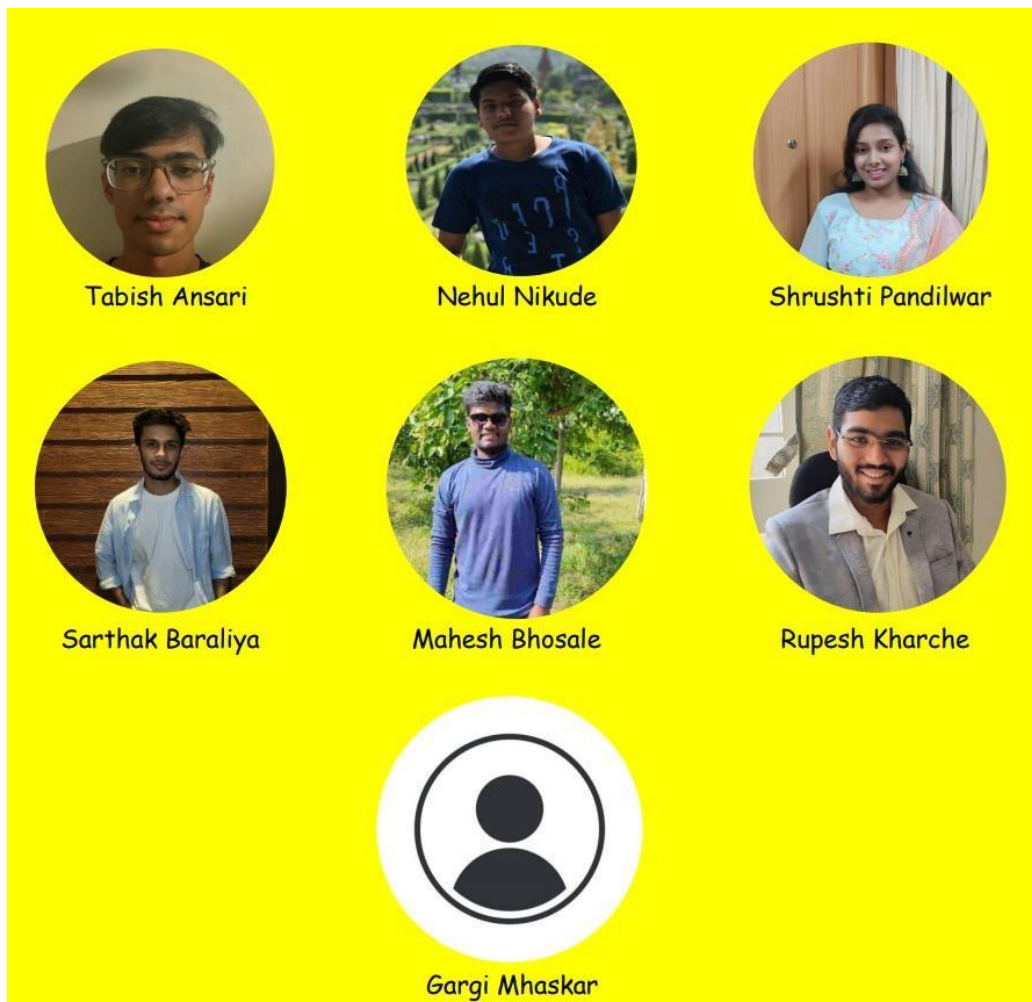 Tabish Ansari
Nehul Nikude
Shrushti Pandilwar
Sarthak Baraliya
Mahesh Bhosale
Rupesh Kharche
Gargi Mhaskar